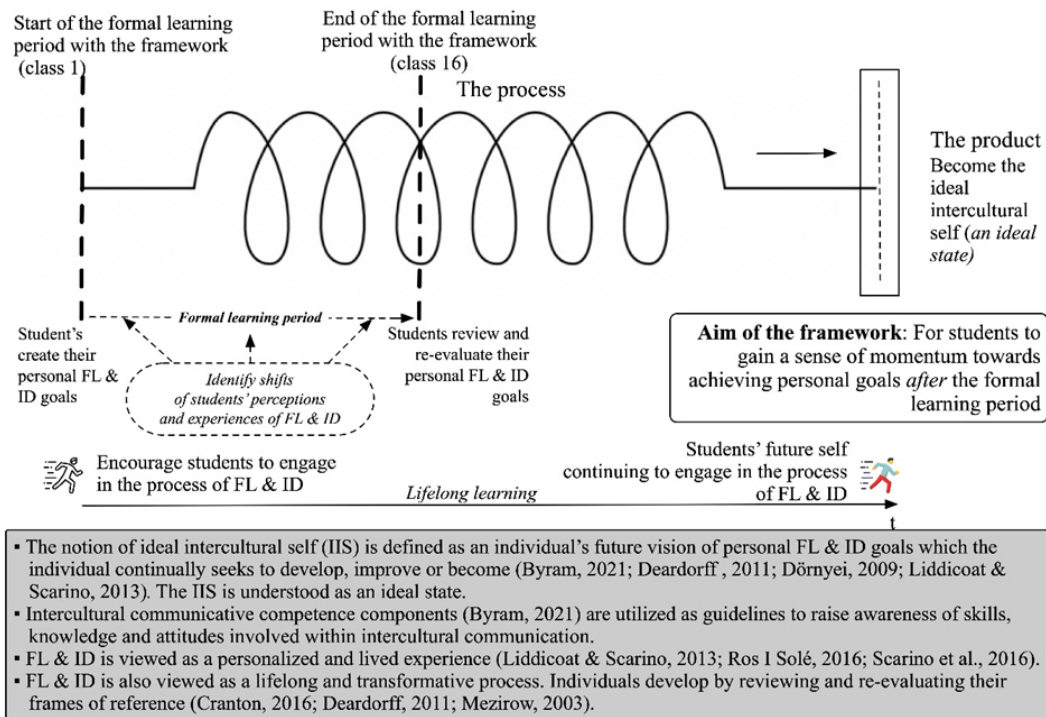 Start of the formal learning
period with the framework
(class 1)
End of the formal learning
period with the framework
(class 16)
The process
The product
Become the
ideal
intercultural
self (an ideal
state)
Formal learning period
Student's
create their
personal FL &
ID goals
Identify shifts
of students' perceptions
and experiences of FL & ID
Students review and
re-evaluate their
personal FL & ID
goals
Aim of the framework: For students to
gain a sense of momentum towards
achieving personal goals after the formal
learning period
Encourage students to engage
in the process of FL & ID
Students' future self
continuing to engage in the process
of FL & ID
Lifelong learning
t
▪ The notion of ideal intercultural self (IIS) is defined as an individual's future vision of personal FL & ID goals which the
individual continually seeks to develop, improve or become (Byram, 2021; Deardorff , 2011; Dörnyei, 2009; Liddicoat &
Scarino, 2013). The IIS is understood as an ideal state.
▪ Intercultural communicative competence components (Byram, 2021) are utilized as guidelines to raise awareness of skills,
knowledge and attitudes involved within intercultural communication.
▪ FL & ID is viewed as a personalized and lived experience (Liddicoat & Scarino, 2013; Ros I Solé, 2016; Scarino et al., 2016).
▪ FL & ID is also viewed as a lifelong and transformative process. Individuals develop by reviewing and re-evaluating their
frames of reference (Cranton, 2016; Deardorff, 2011; Mezirow, 2003).